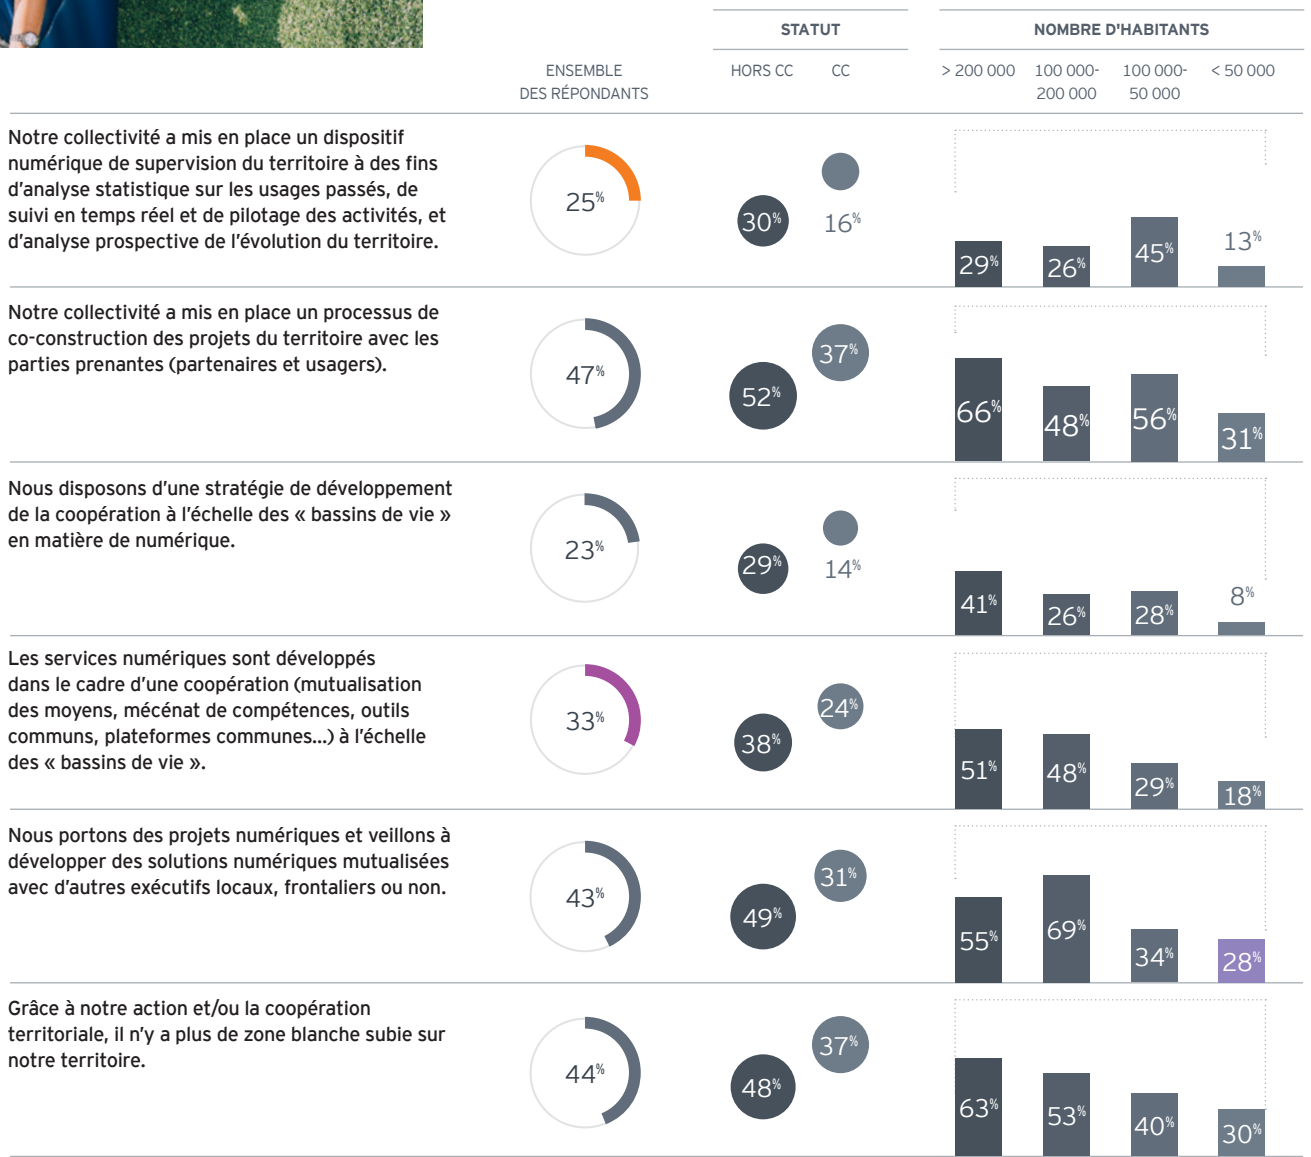 STATUT
NOMBRE D'HABITANTS
ENSEMBLE
DES RÉPONDANTS
HORS CC
CC
> 200 000
100 000-
200 000
100 000-
50 000
< 50 000
Notre collectivité a mis en place un dispositif
numérique de supervision du territoire à des fins
d'analyse statistique sur les usages passés, de
suivi en temps réel et de pilotage des activités, et
d'analyse prospective de l'évolution du territoire.
25%
30%
16%
29%
26%
45%
13%
Notre collectivité a mis en place un processus de
co-construction des projets du territoire avec les
parties prenantes (partenaires et usagers).
47%
52%
37%
66%
48%
56%
31%
Nous disposons d'une stratégie de développement
de la coopération à l'échelle des « bassins de vie »
en matière de numérique.
23%
29%
14%
41%
26%
28%
8%
Les services numériques sont développés
dans le cadre d'une coopération (mutualisation
des moyens, mécénat de compétences, outils
communs, plateformes communes...) à l'échelle
des « bassins de vie ».
33%
38%
24%
51%
48%
29%
18%
Nous portons des projets numériques et veillons à
développer des solutions numériques mutualisées
avec d'autres exécutifs locaux, frontaliers ou non.
43%
49%
31%
55%
69%
34%
28%
Grâce à notre action et/ou la coopération
territoriale, il n'y a plus de zone blanche subie sur
notre territoire.
44%
48%
37%
63%
53%
40%
30%